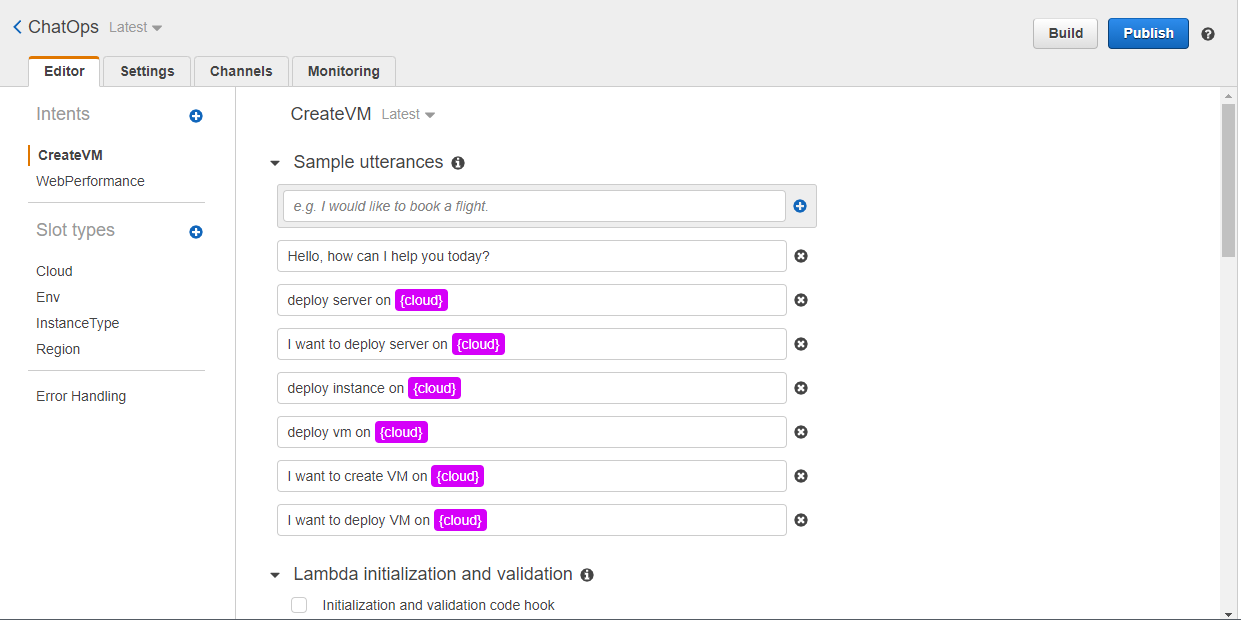 ChatOps Latest
Build Publish
Editor Settings Channels Monitoring
Intents
CreateVM
WebPerformance
Slot types
Cloud
Env
InstanceType
Region
Error Handling
CreateVM Latest
Sample utterances
e.g. I would like to book a flight.
Hello, how can I help you today?
deploy server on {cloud}
I want to deploy server on {cloud}
deploy instance on {cloud}
deploy vm on {cloud}
I want to create VM on {cloud}
I want to deploy VM on {cloud}
Lambda initialization and validation
Initialization and validation code hook